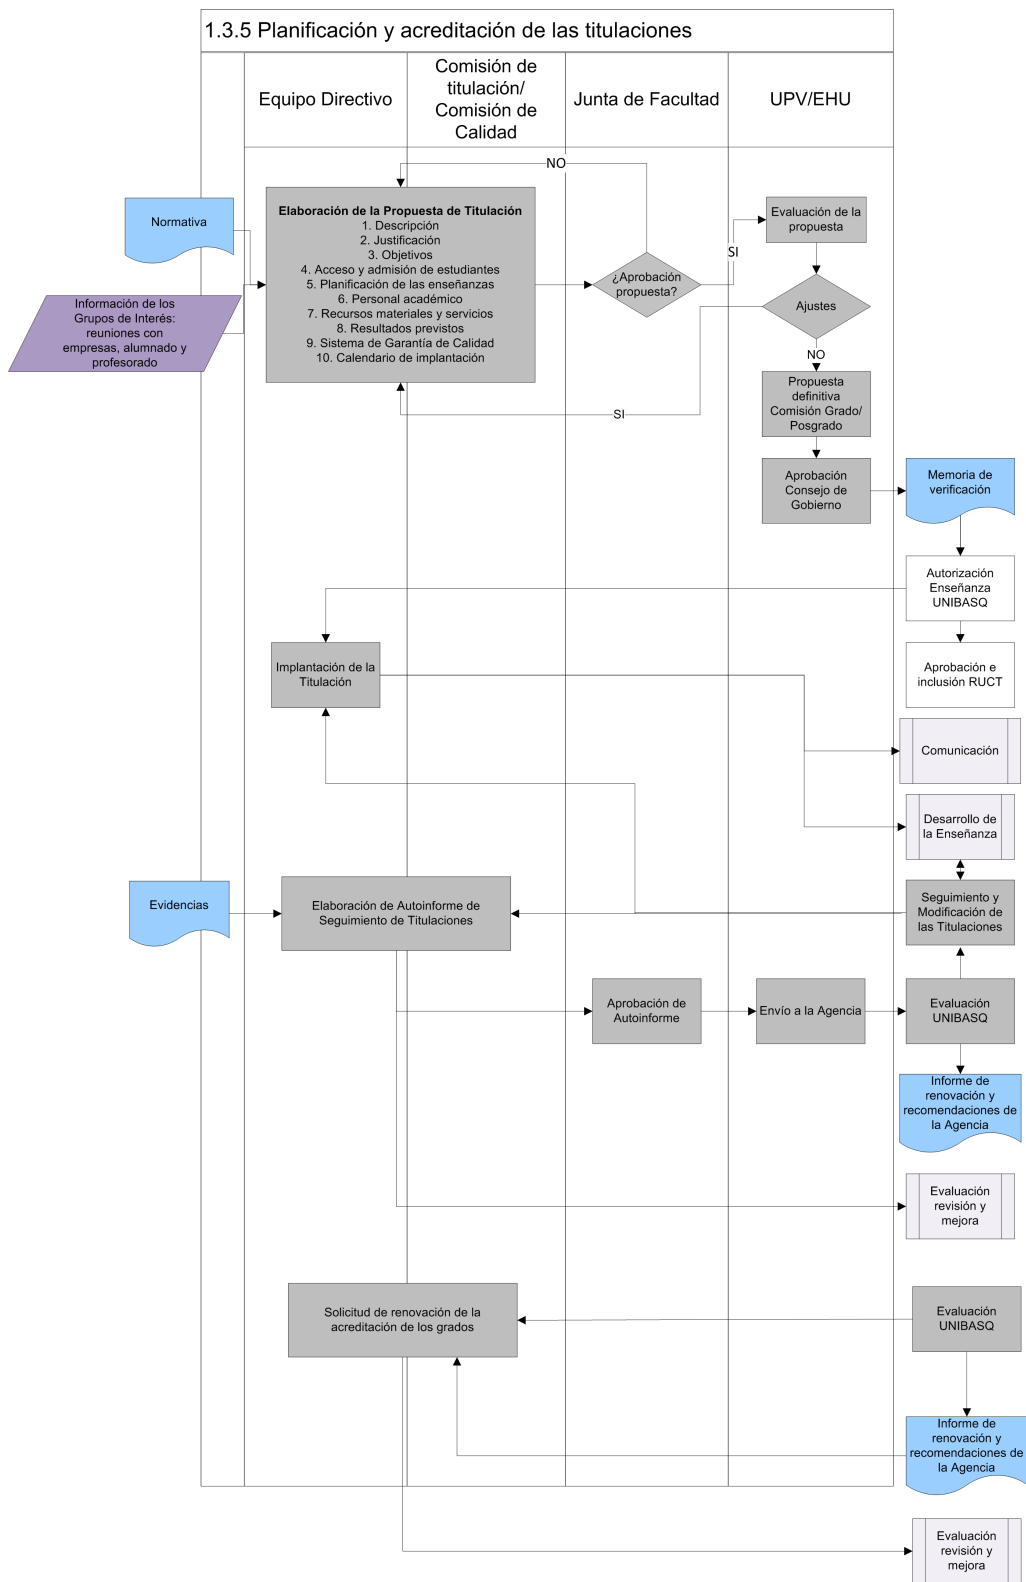 1.3.5 Planificación y acreditación de las titulaciones
Equipo Directivo
Comisión de
titulación/
Comisión de
Calidad
Junta de Facultad
UPV/EHU
NO
Normativa
Elaboración de la Propuesta de Titulación
1. Descripción
2. Justificación
3. Objetivos
4. Acceso y admisión de estudiantes
5. Planificación de las enseñanzas
6. Personal académico
7. Recursos materiales y servicios
8. Resultados previstos
9. Sistema de Garantía de Calidad
10. Calendario de implantación
Evaluación de la
propuesta
SI
¿Aprobación
propuesta?
Información de los
Grupos de Interés:
reuniones con
empresas, alumnado y
profesorado
Ajustes
NO
Propuesta
definitiva
Comisión Grado/
Posgrado
SI
Aprobación
Consejo de
Gobierno
Memoria de
verificación
Autorización
Enseñanza
UNIBASQ
Implantación de la
Titulación
Aprobación e
inclusión RUCT
Comunicación
Desarrollo de
la Enseñanza
Evidencias
Elaboración de Autoinforme de
Seguimiento de Titulaciones
Seguimiento y
Modificación de
las Titulaciones
Aprobación de
Autoinforme
Envío a la Agencia
Evaluación
UNIBASQ
Informe de
renovación y
recomendaciones de
la Agencia
Evaluación
revisión y
mejora
Solicitud de renovación de la
acreditación de los grados
Evaluación
UNIBASQ
Informe de
renovación y
recomendaciones de
la Agencia
Evaluación
revisión y
mejora